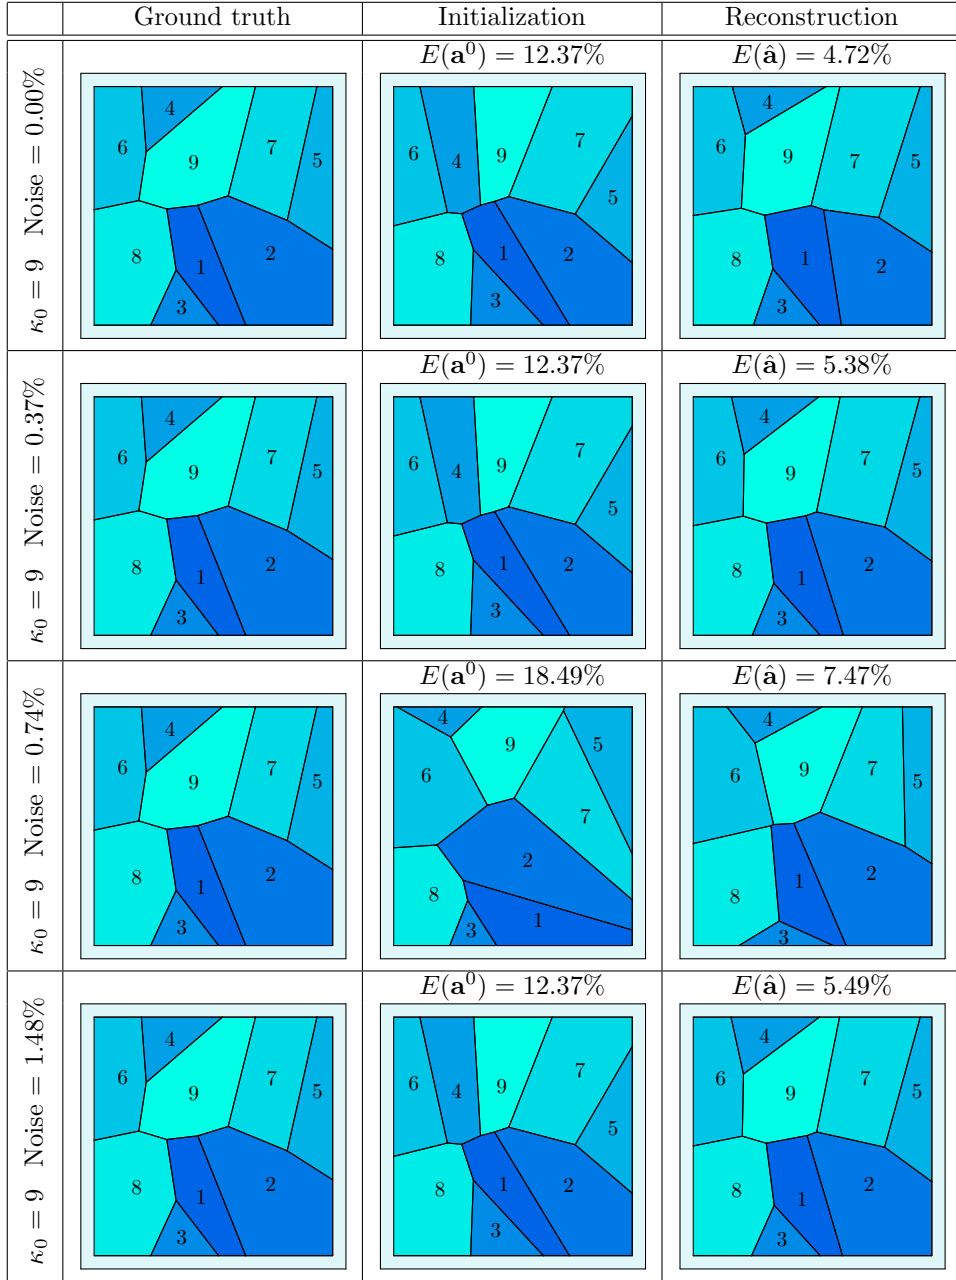 Ground truth Initialization Reconstruction
κ₀ = 9 Noise = 0.00%
E(a⁰) = 12.37% E(â) = 4.72%
4 6 9 7 5 8 1 2 3
6 4 9 7 5 8 1 2 3
4 6 9 7 5 8 1 2 3
κ₀ = 9 Noise = 0.37%
E(a⁰) = 12.37% E(â) = 5.38%
4 6 9 7 5 8 1 2 3
6 4 9 7 5 8 1 2 3
4 6 9 7 5 8 1 2 3
κ₀ = 9 Noise = 0.74%
E(a⁰) = 18.49% E(â) = 7.47%
4 6 9 7 5 8 1 2 3
4 9 5 6 7 2 8 1 3
4 6 9 7 5 8 1 2 3
κ₀ = 9 Noise = 1.48%
E(a⁰) = 12.37% E(â) = 5.49%
4 6 9 7 5 8 1 2 3
6 4 9 7 5 8 1 2 3
4 6 9 7 5 8 1 2 3